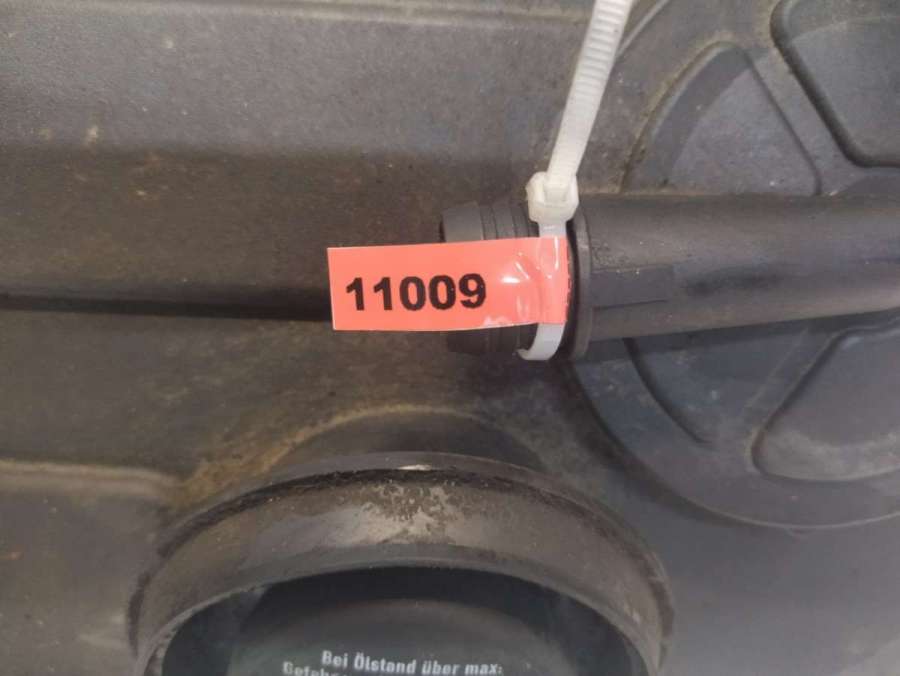 11009
Bei Ölstand über max: